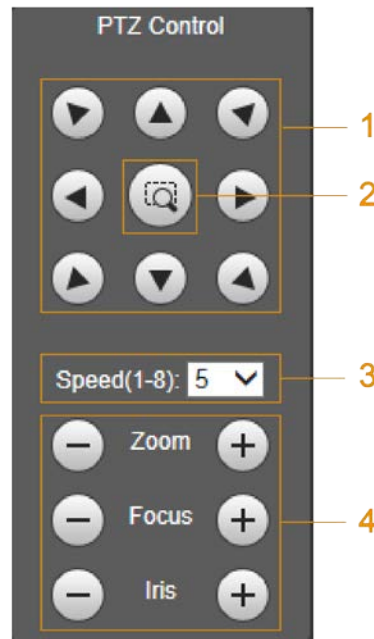 PTZ Control
1
2
Speed(1-8): 5
3
Zoom
Focus
4
Iris